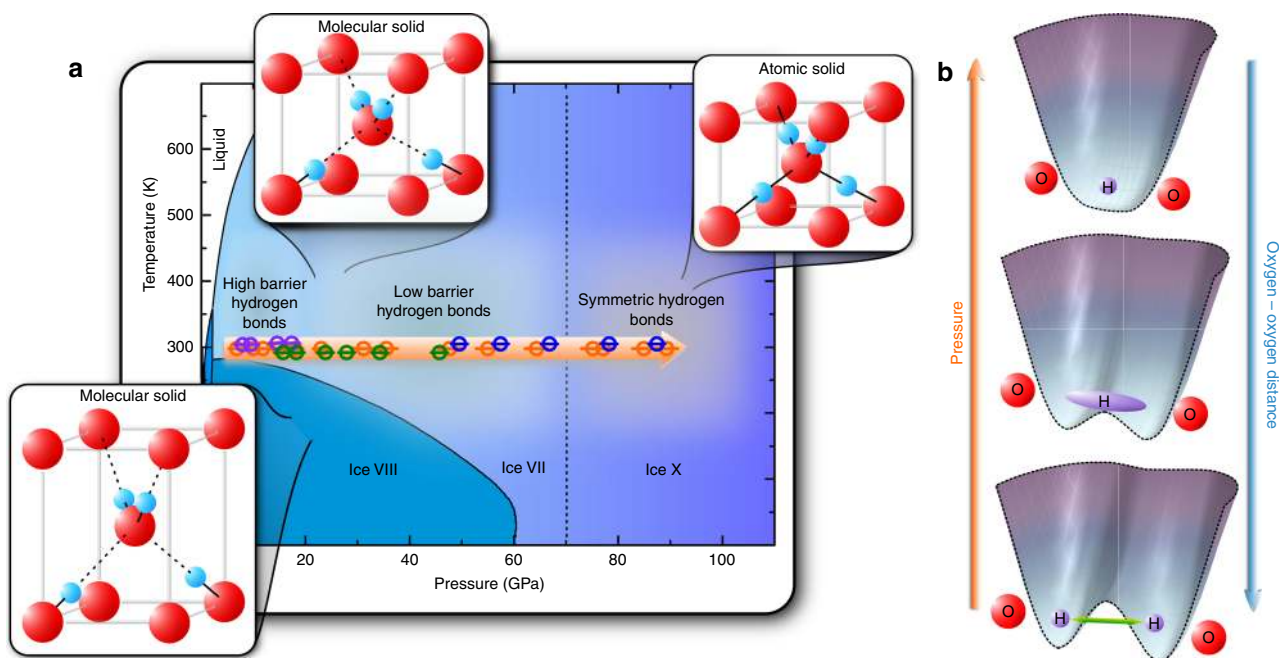 a
Molecular solid
Atomic solid
b
Temperature (K)
600
500
400
300
Liquid
High barrier
hydrogen
bonds
Low barrier
hydrogen bonds
Symmetric hydrogen
bonds
Molecular solid
Ice VIII
Ice VII
Ice X
20
40
60
80
100
Pressure (GPa)
Pressure
O
H
O
O
H
O
O
H
H
O
Oxygen – oxygen distance